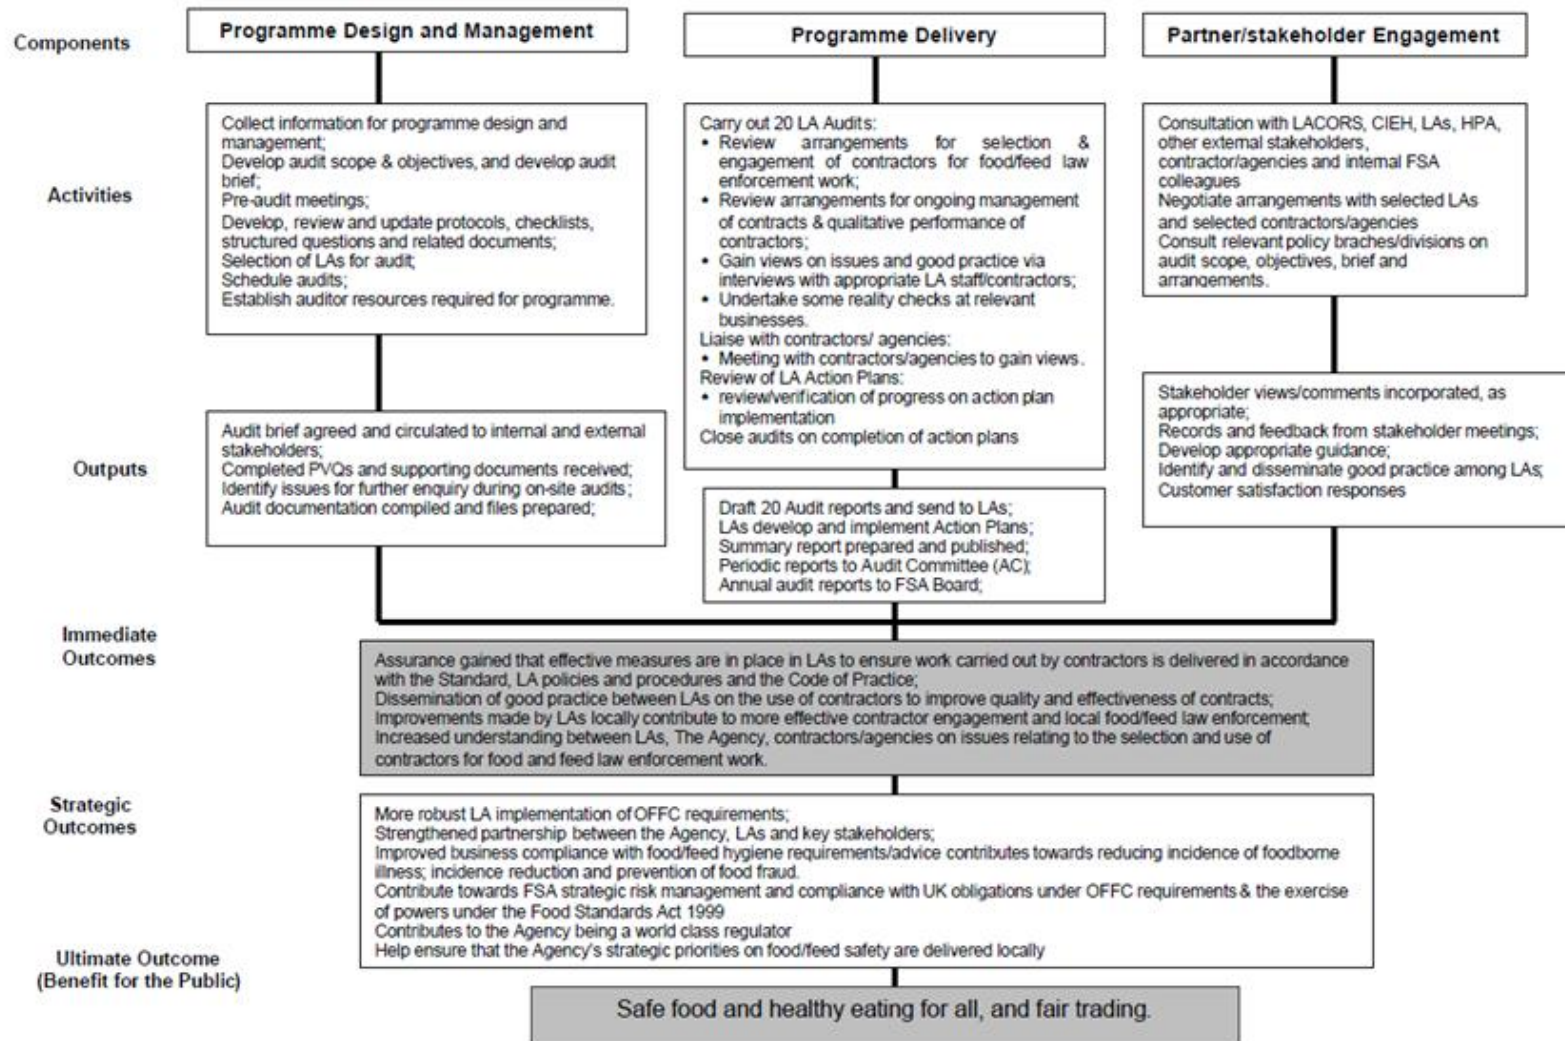 Components
Programme Design and Management
Programme Delivery
Partner/stakeholder Engagement
Activities
Collect information for programme design and
management;
Develop audit scope & objectives, and develop audit
brief;
Pre-audit meetings;
Develop, review and update protocols, checklists,
structured questions and related documents;
Selection of LAs for audit;
Schedule audits;
Establish auditor resources required for programme.
Carry out 20 LA Audits:
• Review arrangements for selection &
engagement of contractors for food/feed law
enforcement work;
• Review arrangements for ongoing management
of contracts & qualitative performance of
contractors;
• Gain views on issues and good practice via
interviews with appropriate LA staff/contractors;
• Undertake some reality checks at relevant
businesses.
Liaise with contractors/ agencies:
• Meeting with contractors/agencies to gain views.
Review of LA Action Plans:
• review/verification of progress on action plan
implementation
Close audits on completion of action plans
Consultation with LACORS, CIEH, LAs, HPA,
other external stakeholders,
contractor/agencies and internal FSA
colleagues
Negotiate arrangements with selected LAs
and selected contractors/agencies
Consult relevant policy braches/divisions on
audit scope, objectives, brief and
arrangements.
Outputs
Audit brief agreed and circulated to internal and external
stakeholders;
Completed PVQs and supporting documents received;
Identify issues for further enquiry during on-site audits;
Audit documentation compiled and files prepared;
Draft 20 Audit reports and send to LAs;
LAs develop and implement Action Plans;
Summary report prepared and published;
Periodic reports to Audit Committee (AC);
Annual audit reports to FSA Board;
Stakeholder views/comments incorporated, as
appropriate;
Records and feedback from stakeholder meetings;
Develop appropriate guidance;
Identify and disseminate good practice among LAs;
Customer satisfaction responses
Immediate
Outcomes
Assurance gained that effective measures are in place in LAs to ensure work carried out by contractors is delivered in accordance
with the Standard, LA policies and procedures and the Code of Practice;
Dissemination of good practice between LAs on the use of contractors to improve quality and effectiveness of contracts;
Improvements made by LAs locally contribute to more effective contractor engagement and local food/feed law enforcement;
Increased understanding between LAs, The Agency, contractors/agencies on issues relating to the selection and use of
contractors for food and feed law enforcement work.
Strategic
Outcomes
More robust LA implementation of OFFC requirements;
Strengthened partnership between the Agency, LAs and key stakeholders;
Improved business compliance with food/feed hygiene requirements/advice contributes towards reducing incidence of foodborne
illness; incidence reduction and prevention of food fraud.
Contribute towards FSA strategic risk management and compliance with UK obligations under OFFC requirements & the exercise
of powers under the Food Standards Act 1999
Contributes to the Agency being a world class regulator
Help ensure that the Agency's strategic priorities on food/feed safety are delivered locally
Ultimate Outcome
(Benefit for the Public)
Safe food and healthy eating for all, and fair trading.